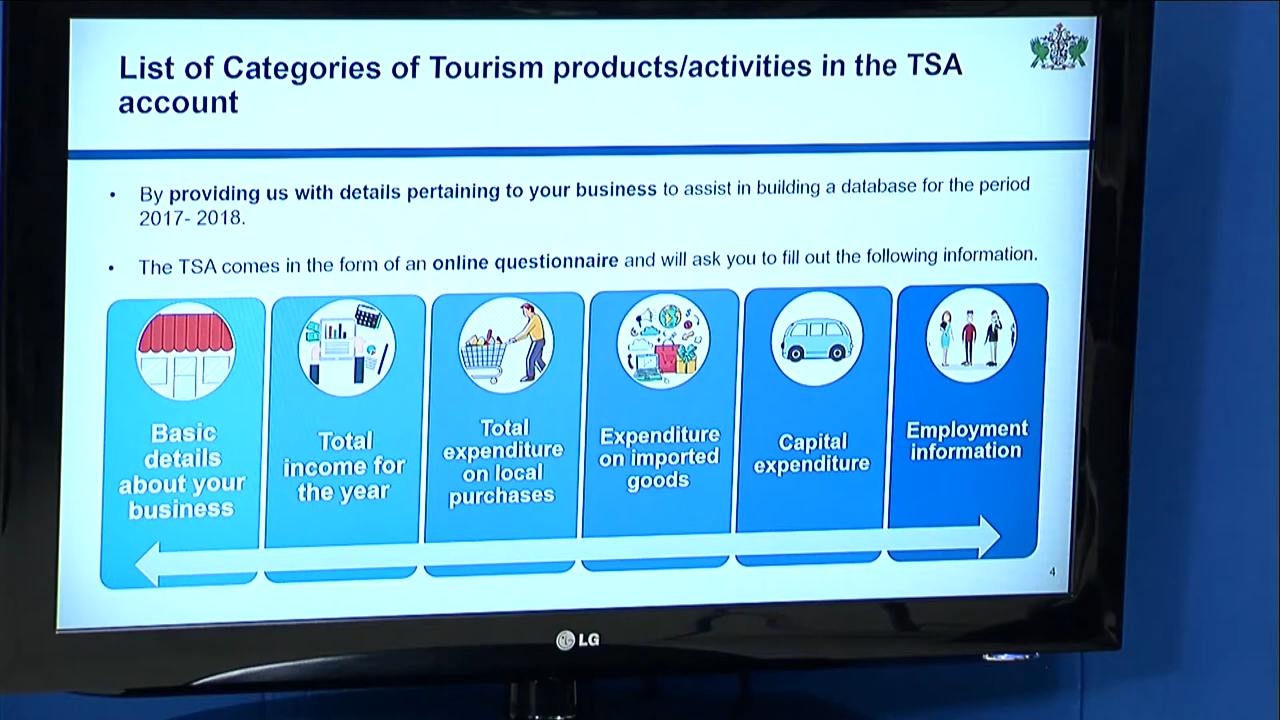 List of Categories of Tourism products/activities in the TSA
account
• By providing us with details pertaining to your business to assist in building a database for the period
2017- 2018.
• The TSA comes in the form of an online questionnaire and will ask you to fill out the following information.
Basic
details
about your
business
Total
income for
the year
Total
expenditure
on local
purchases
Expenditure
on imported
goods
Capital
expenditure
Employment
information
4
LG